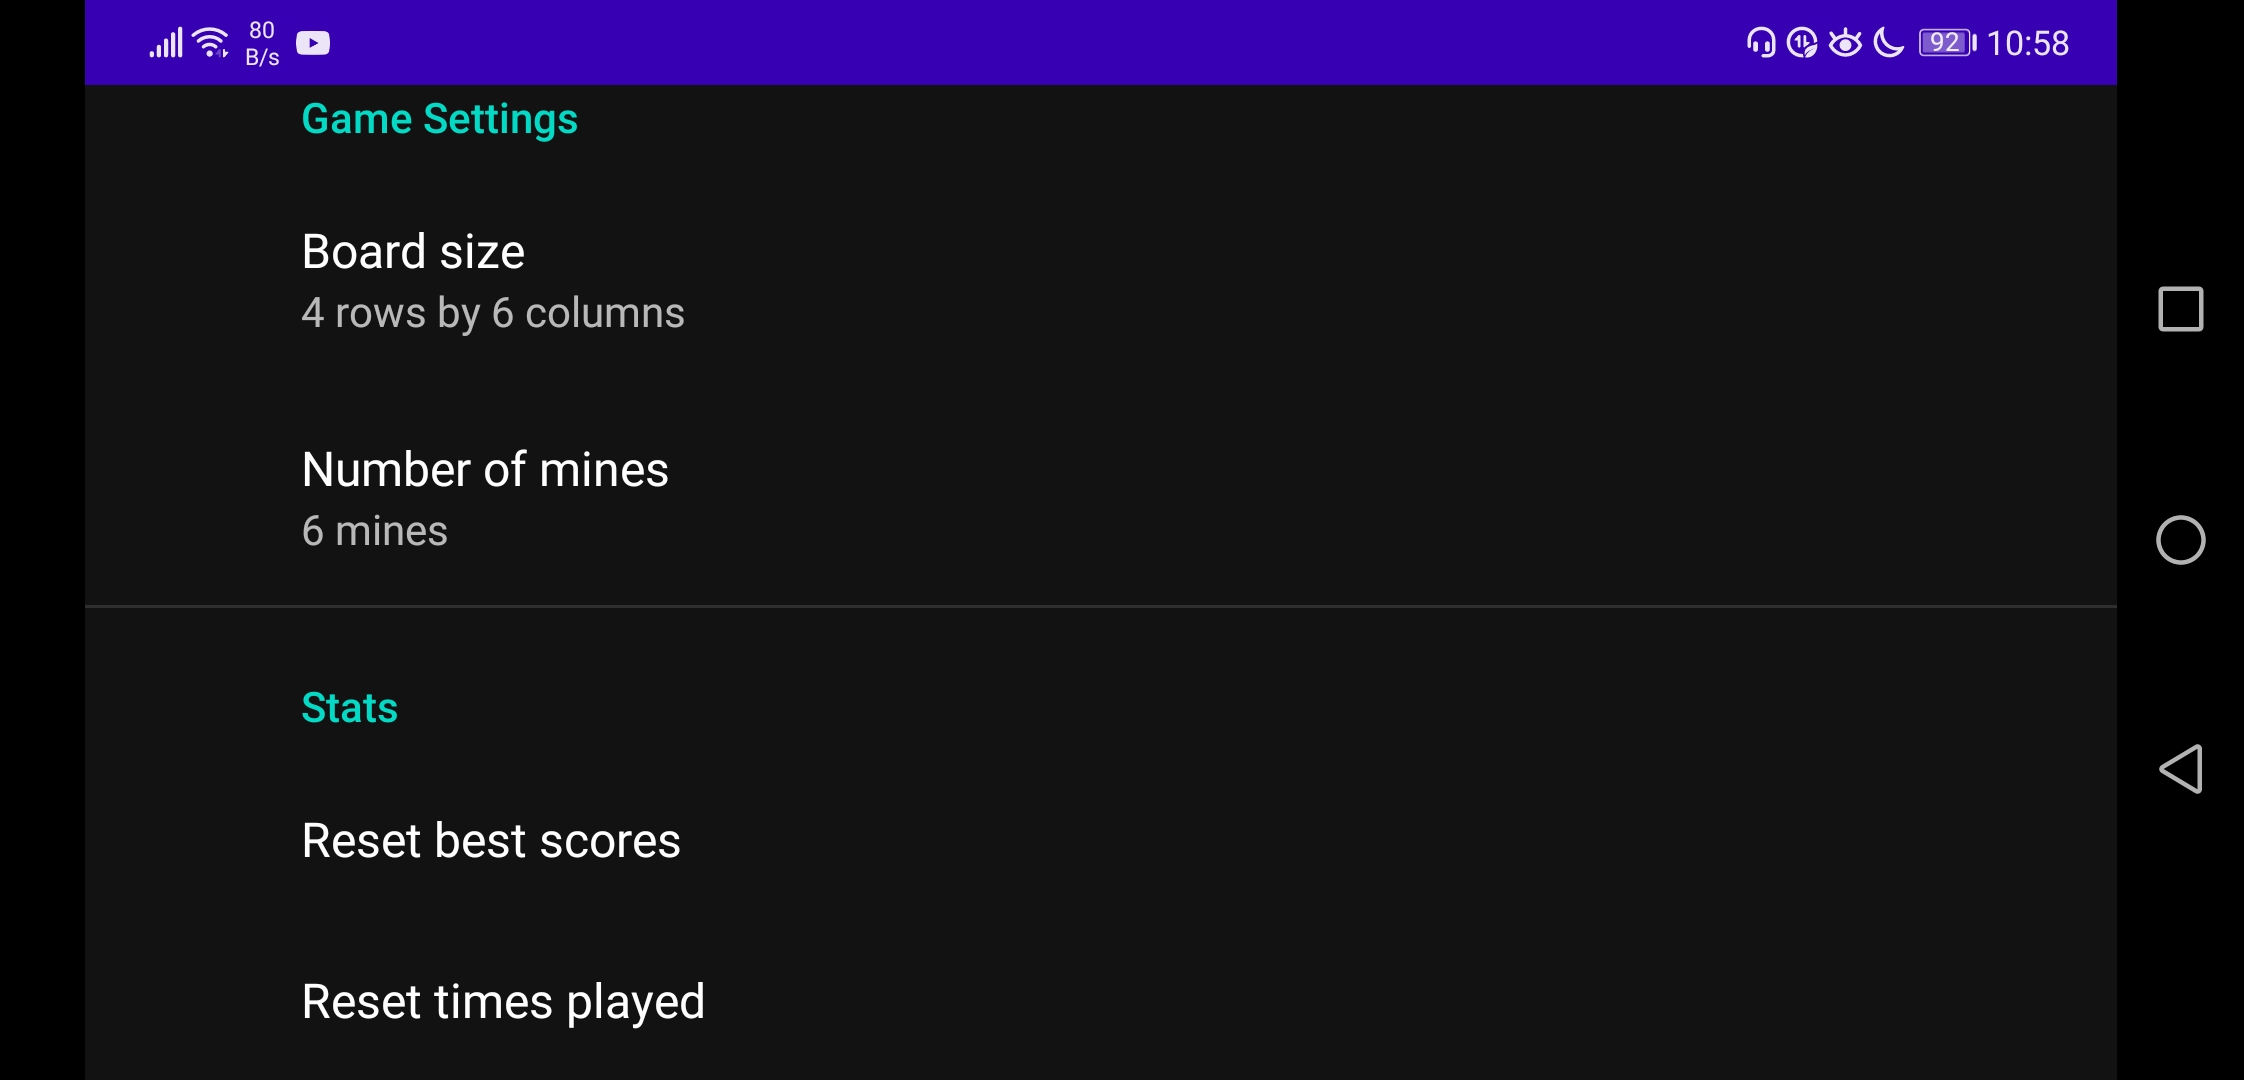 80
B/s
92
10:58
Game Settings
Board size
4 rows by 6 columns
Number of mines
6 mines
Stats
Reset best scores
Reset times played